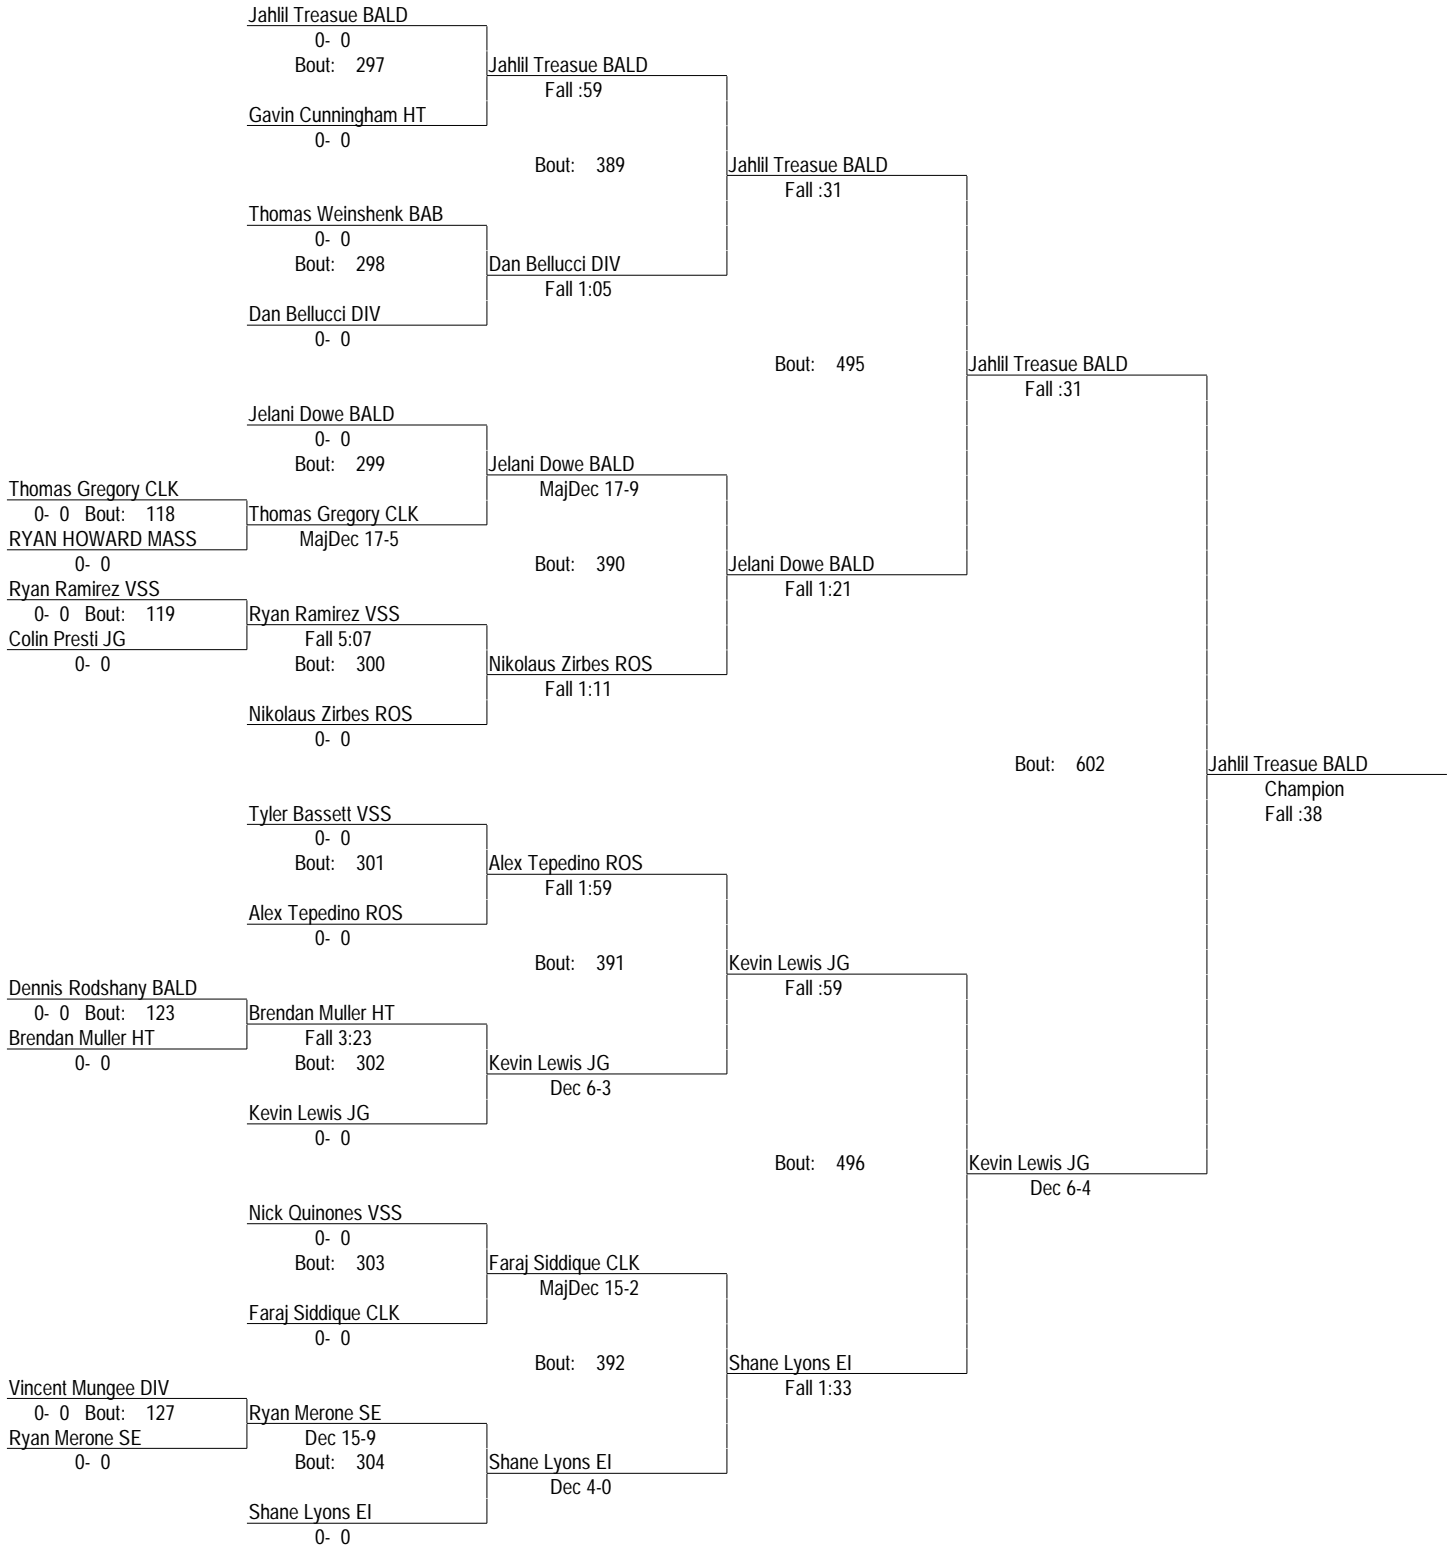 Jahlil Treasue BALD
0- 0
Bout: 297
Jahlil Treasue BALD
Fall :59
Gavin Cunningham HT
0- 0
Bout: 389
Jahlil Treasue BALD
Fall :31
Thomas Weinshenk BAB
0- 0
Bout: 298
Dan Bellucci DIV
Fall 1:05
Dan Bellucci DIV
0- 0
Bout: 495
Jahlil Treasue BALD
Fall :31
Jelani Dowe BALD
0- 0
Bout: 299
Jelani Dowe BALD
MajDec 17-9
Thomas Gregory CLK
0- 0 Bout: 118
Thomas Gregory CLK
RYAN HOWARD MASS
MajDec 17-5
0- 0
Bout: 390
Jelani Dowe BALD
Fall 1:21
Ryan Ramirez VSS
0- 0 Bout: 119
Ryan Ramirez VSS
Colin Presti JG
Fall 5:07
0- 0
Bout: 300
Nikolaus Zirbes ROS
Fall 1:11
Nikolaus Zirbes ROS
0- 0
Bout: 602
Jahlil Treasue BALD
Champion
Fall :38
Tyler Bassett VSS
0- 0
Bout: 301
Alex Tepedino ROS
Fall 1:59
Alex Tepedino ROS
0- 0
Bout: 391
Kevin Lewis JG
Fall :59
Dennis Rodshany BALD
0- 0 Bout: 123
Brendan Muller HT
Brendan Muller HT
Fall 3:23
0- 0
Bout: 302
Kevin Lewis JG
Dec 6-3
Kevin Lewis JG
0- 0
Bout: 496
Kevin Lewis JG
Dec 6-4
Nick Quinones VSS
0- 0
Bout: 303
Faraj Siddique CLK
MajDec 15-2
Faraj Siddique CLK
0- 0
Bout: 392
Shane Lyons EI
Fall 1:33
Vincent Mungee DIV
0- 0 Bout: 127
Ryan Merone SE
Ryan Merone SE
Dec 15-9
0- 0
Bout: 304
Shane Lyons EI
Dec 4-0
Shane Lyons EI
0- 0